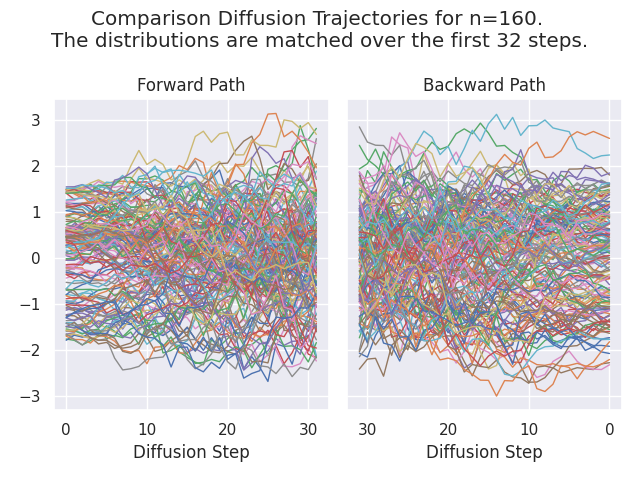 Comparison Diffusion Trajectories for n=160.
The distributions are matched over the first 32 steps.
Forward Path
Backward Path
3
2
1
0
−1
−2
−3
0 10 20 30
30 20 10 0
Diffusion Step
Diffusion Step